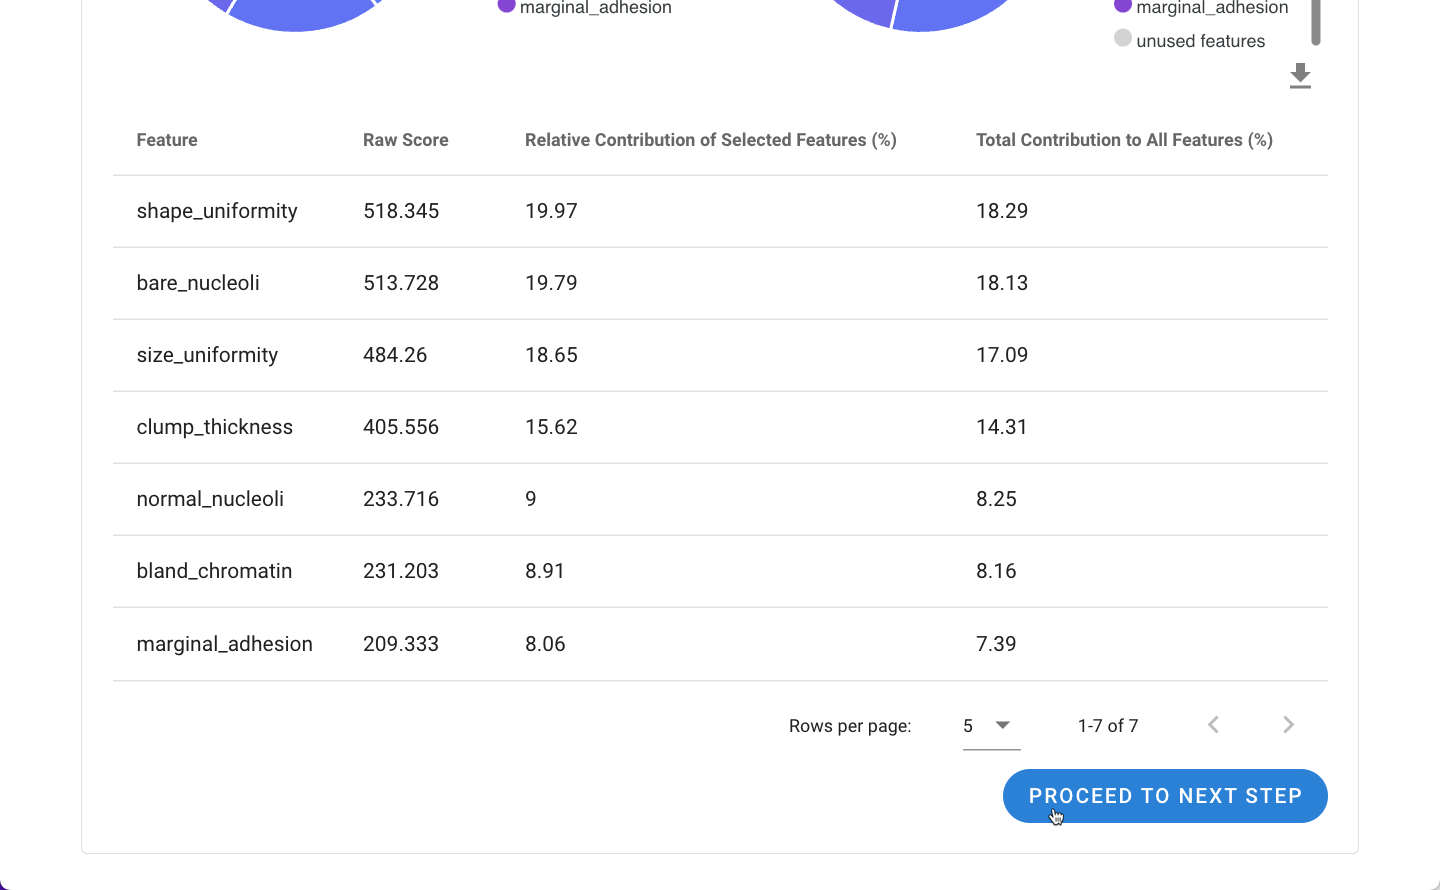 marginal_adhesion
marginal_adhesion
unused features
Feature Raw Score Relative Contribution of Selected Features (%) Total Contribution to All Features (%)
shape_uniformity 518.345 19.97 18.29
bare_nucleoli 513.728 19.79 18.13
size_uniformity 484.26 18.65 17.09
clump_thickness 405.556 15.62 14.31
normal_nucleoli 233.716 9 8.25
bland_chromatin 231.203 8.91 8.16
marginal_adhesion 209.333 8.06 7.39
Rows per page: 5 1-7 of 7
PROCEED TO NEXT STEP